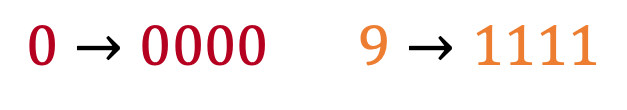 0 → 0000 9 → 1111